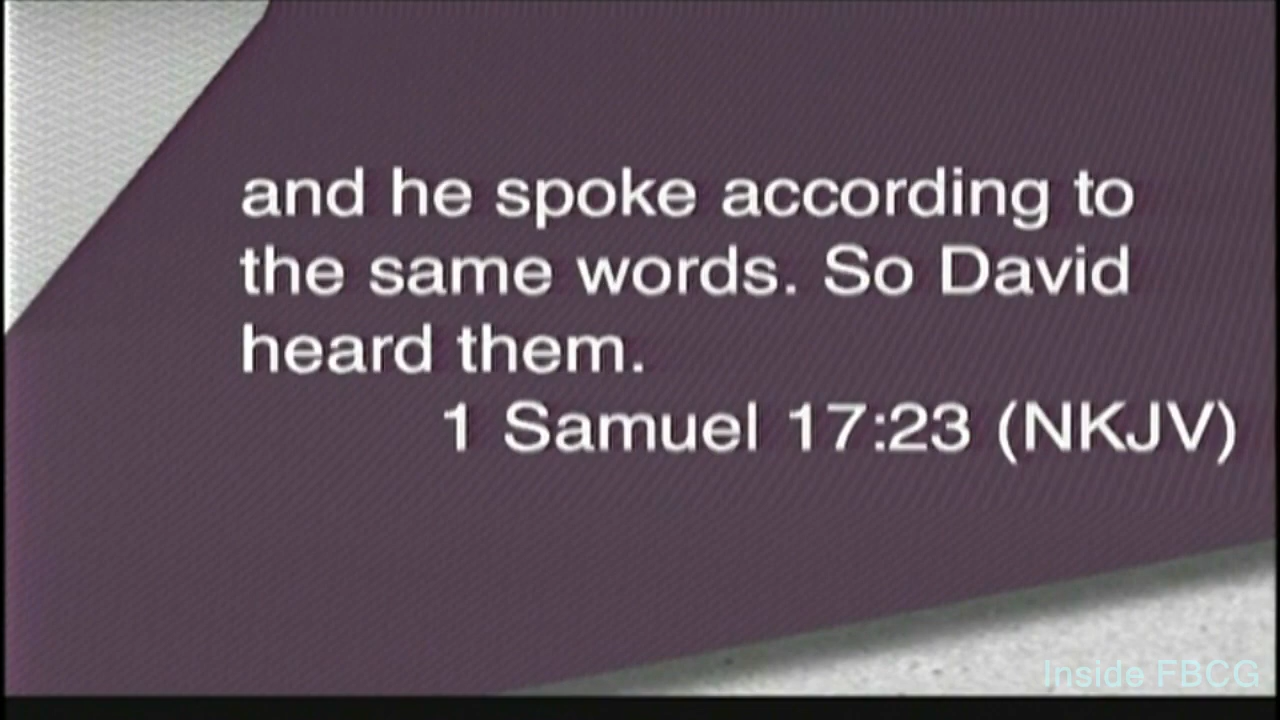 and he spoke according to
the same words. So David
heard them.
1 Samuel 17:23 (NKJV)
Inside FBCG